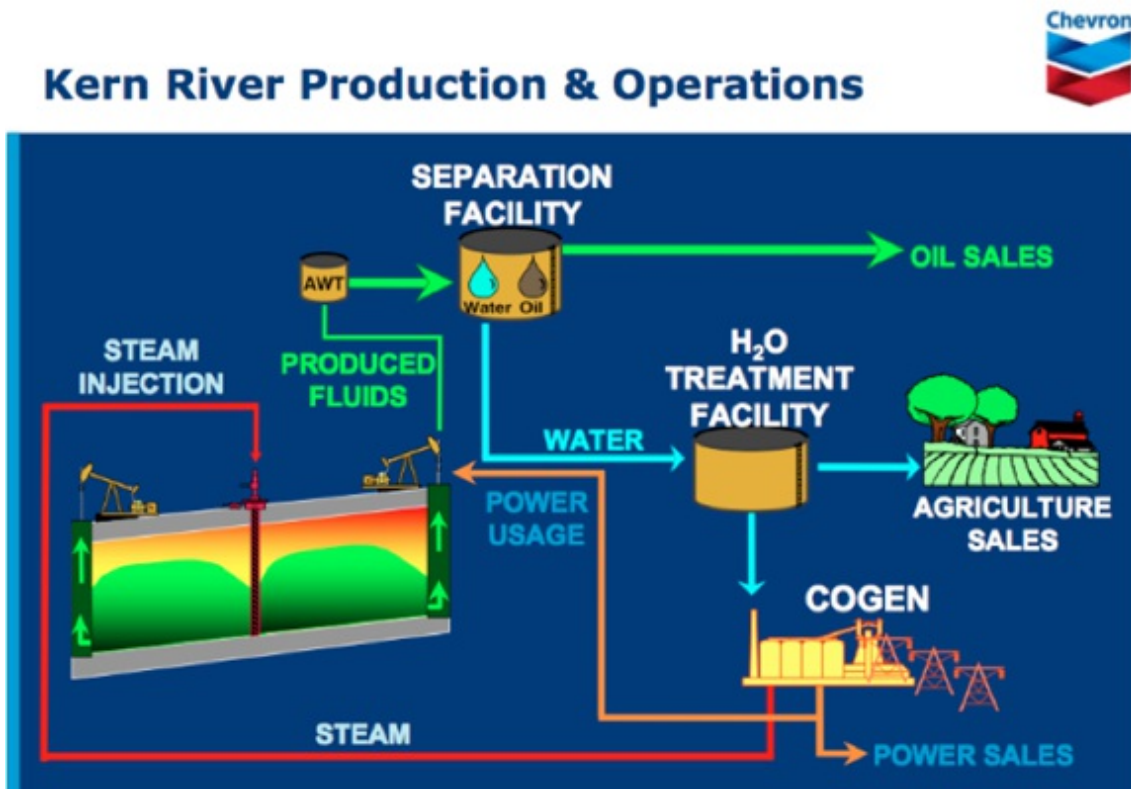 Chevron
Kern River Production & Operations
SEPARATION
FACILITY
AWT
Water Oil
OIL SALES
STEAM
INJECTION
PRODUCED
FLUIDS
H₂O
TREATMENT
FACILITY
WATER
POWER
USAGE
AGRICULTURE
SALES
COGEN
STEAM
POWER SALES